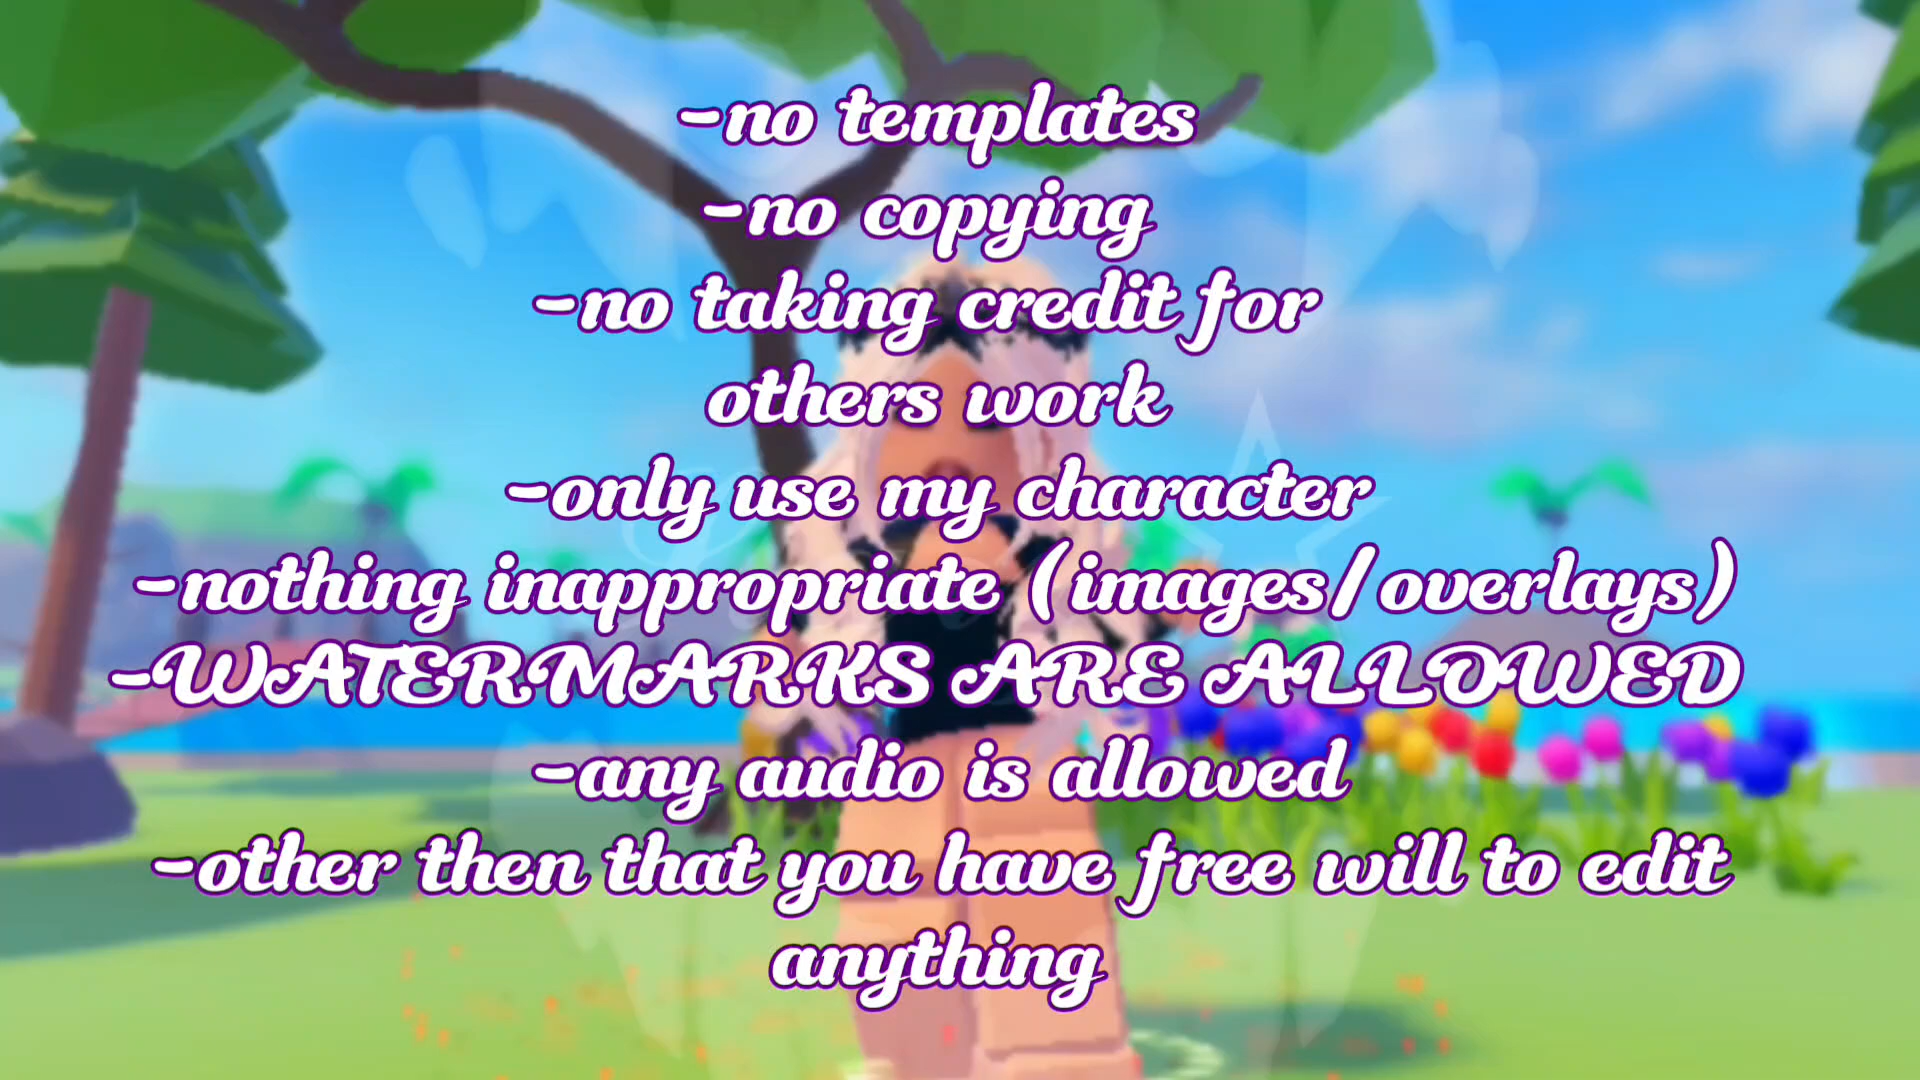 -no templates
-no copying
-no taking credit for
others work
-only use my character
-nothing inappropriate (images/overlays)
-WATERMARKS ARE ALLOWED
-any audio is allowed
-other then that you have free will to edit
anything